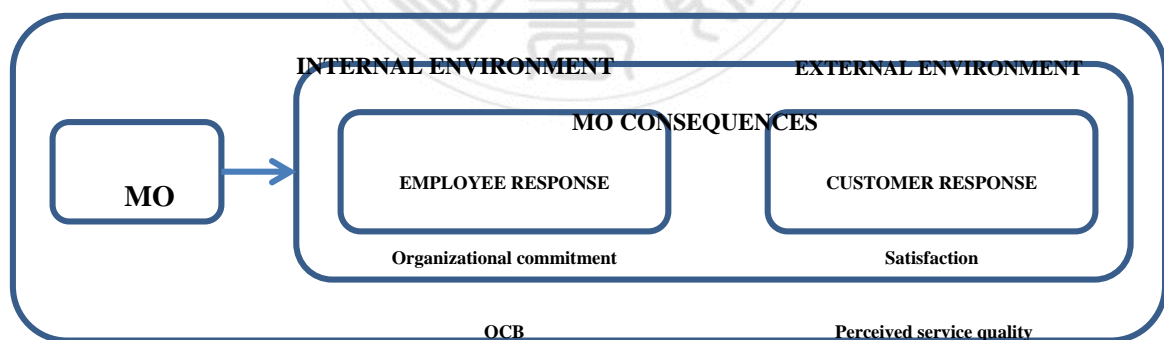 INTERNAL ENVIRONMENT
EXTERNAL ENVIRONMENT
MO CONSEQUENCES
MO
EMPLOYEE RESPONSE
CUSTOMER RESPONSE
Organizational commitment
Satisfaction
OCB
Perceived service quality